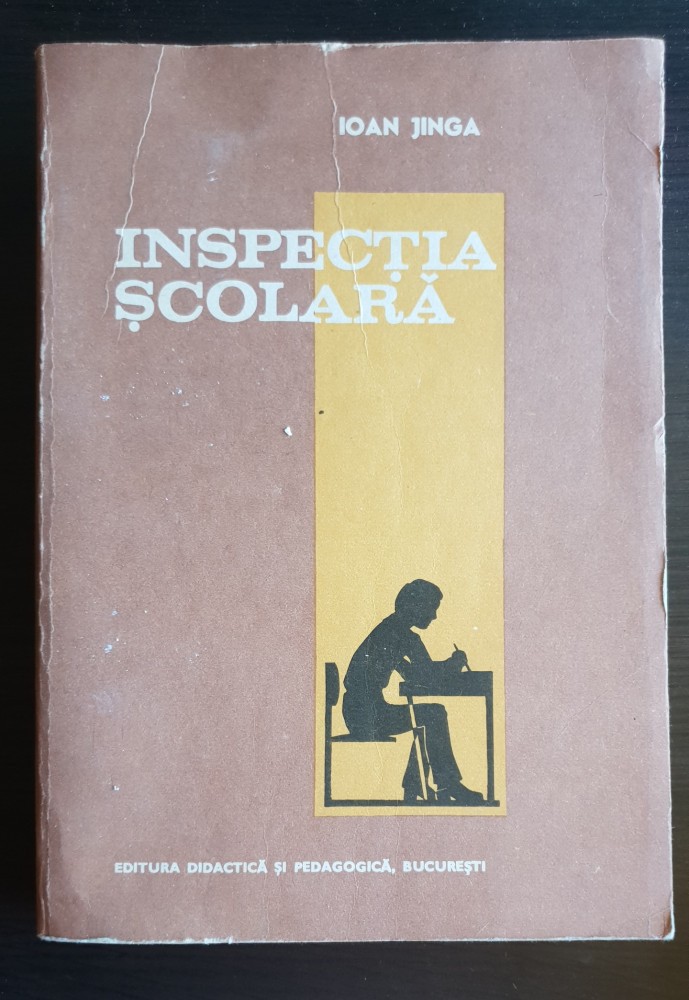 IOAN JINGA
INSPECȚIA
ȘCOLARĂ
EDITURA DIDACTICĂ ȘI PEDAGOGICĂ, BUCUREȘTI